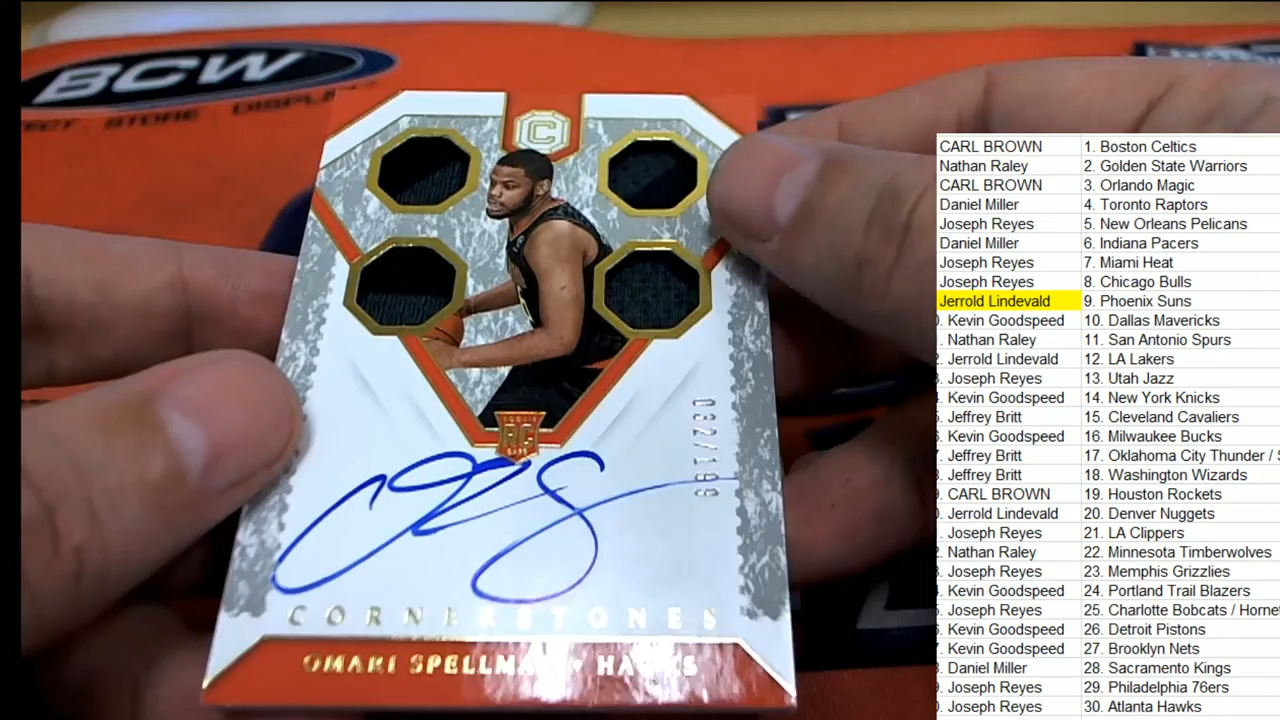 BCW
STORE · DISPLAY
C
RC
032/199
CORNERSTONES
OMARI SPELLMAN · HAWKS
CARL BROWN 1. Boston Celtics
Nathan Raley 2. Golden State Warriors
CARL BROWN 3. Orlando Magic
Daniel Miller 4. Toronto Raptors
Joseph Reyes 5. New Orleans Pelicans
Daniel Miller 6. Indiana Pacers
Joseph Reyes 7. Miami Heat
Joseph Reyes 8. Chicago Bulls
Jerrold Lindevald 9. Phoenix Suns
. Kevin Goodspeed 10. Dallas Mavericks
. Nathan Raley 11. San Antonio Spurs
. Jerrold Lindevald 12. LA Lakers
. Joseph Reyes 13. Utah Jazz
. Kevin Goodspeed 14. New York Knicks
. Jeffrey Britt 15. Cleveland Cavaliers
. Kevin Goodspeed 16. Milwaukee Bucks
. Jeffrey Britt 17. Oklahoma City Thunder /
. Jeffrey Britt 18. Washington Wizards
. CARL BROWN 19. Houston Rockets
. Jerrold Lindevald 20. Denver Nuggets
. Joseph Reyes 21. LA Clippers
. Nathan Raley 22. Minnesota Timberwolves
. Joseph Reyes 23. Memphis Grizzlies
. Kevin Goodspeed 24. Portland Trail Blazers
. Joseph Reyes 25. Charlotte Bobcats / Hornet
. Kevin Goodspeed 26. Detroit Pistons
. Kevin Goodspeed 27. Brooklyn Nets
. Daniel Miller 28. Sacramento Kings
. Joseph Reyes 29. Philadelphia 76ers
. Joseph Reyes 30. Atlanta Hawks